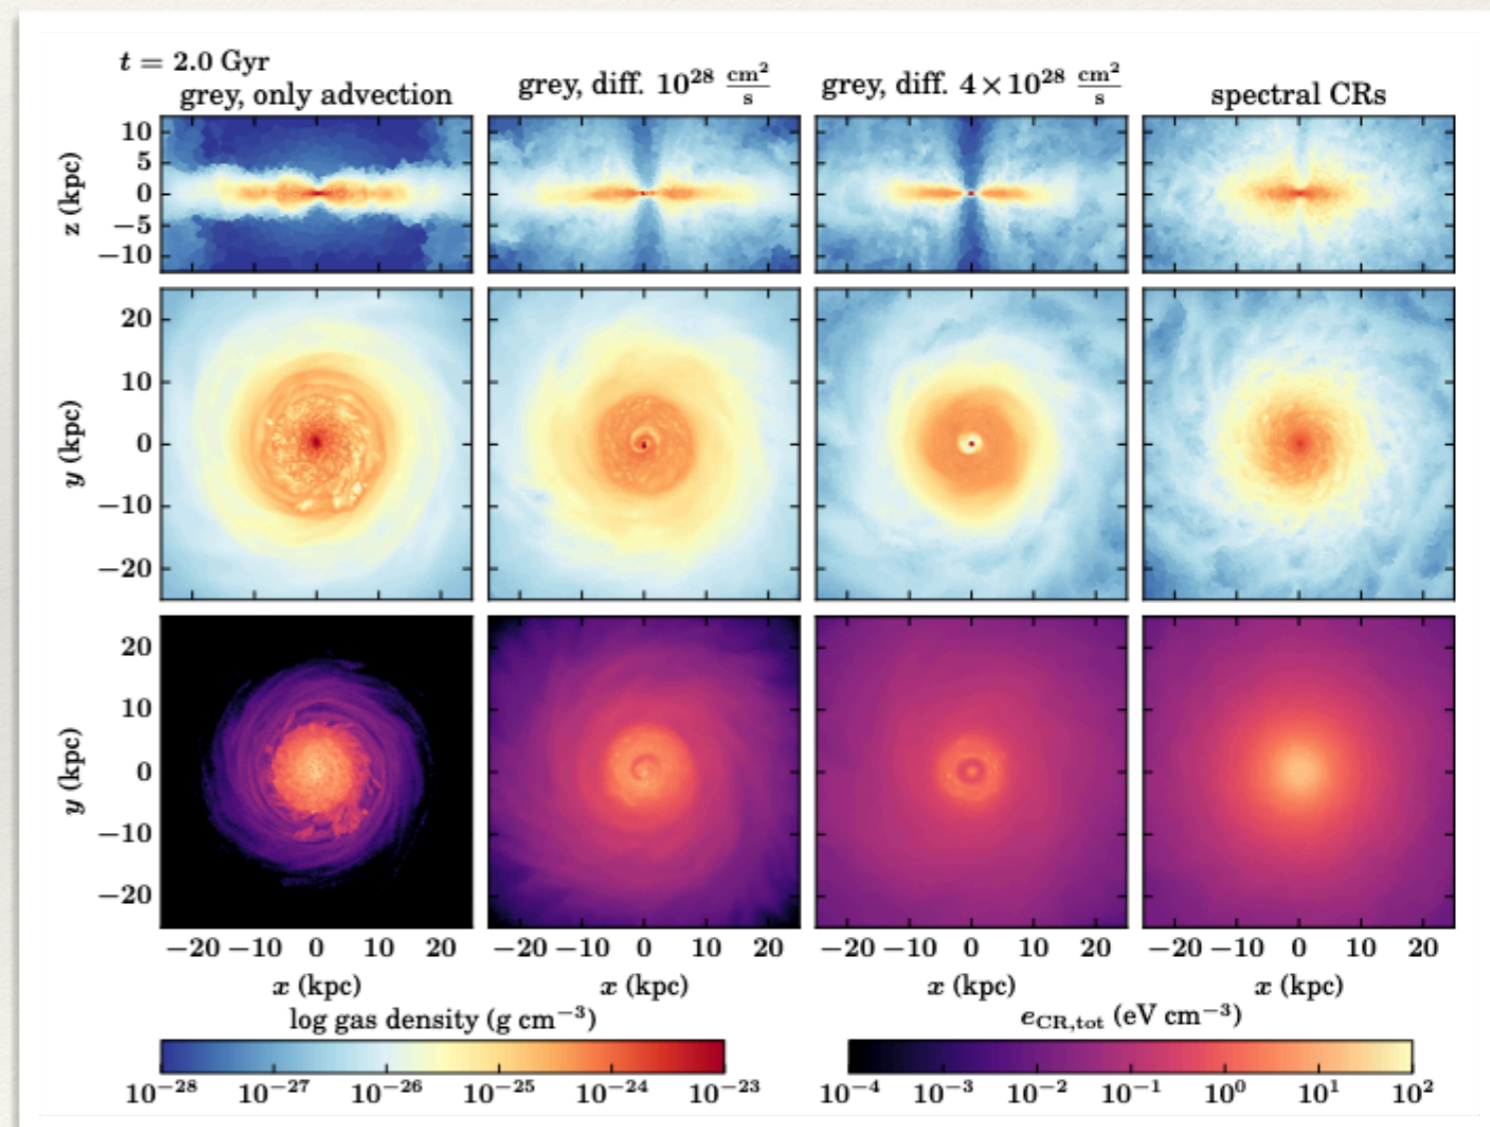 t = 2.0 Gyr
grey, only advection
grey, diff. 10²⁸ cm²/s
grey, diff. 4×10²⁸ cm²/s
spectral CRs
10
5
0
−5
−10
z (kpc)
20
10
0
−10
−20
y (kpc)
20
10
0
−10
−20
y (kpc)
−20 −10 0 10 20
−20 −10 0 10 20
−20 −10 0 10 20
−20 −10 0 10 20
x (kpc)
x (kpc)
x (kpc)
x (kpc)
log gas density (g cm⁻³)
10⁻²⁸ 10⁻²⁷ 10⁻²⁶ 10⁻²⁵ 10⁻²⁴ 10⁻²³
e_CR,tot (eV cm⁻³)
10⁻⁴ 10⁻³ 10⁻² 10⁻¹ 10⁰ 10¹ 10²